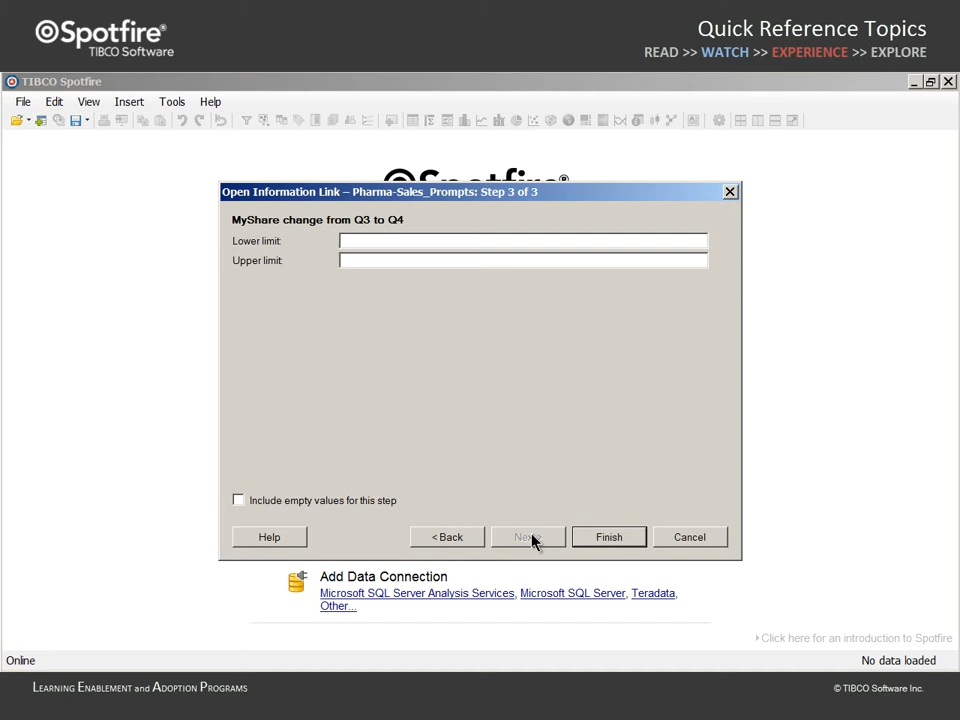 Spotfire®
TIBCO Software
Quick Reference Topics
READ >> WATCH >> EXPERIENCE >> EXPLORE
TIBCO Spotfire
File Edit View Insert Tools Help
Spotfire®
Open Information Link – Pharma-Sales_Prompts: Step 3 of 3
MyShare change from Q3 to Q4
Lower limit:
Upper limit:
Include empty values for this step
Help < Back Next > Finish Cancel
Add Data Connection
Microsoft SQL Server Analysis Services, Microsoft SQL Server, Teradata,
Other...
Click here for an introduction to Spotfire
Online No data loaded
LEARNING ENABLEMENT AND ADOPTION PROGRAMS © TIBCO Software Inc.